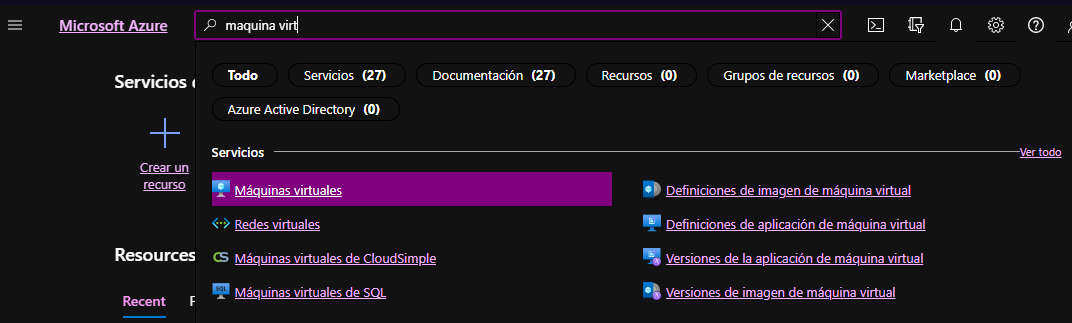 Microsoft Azure
maquina virt
Todo
Servicios (27)
Documentación (27)
Recursos (0)
Grupos de recursos (0)
Marketplace (0)
Azure Active Directory (0)
Servicios
Ver todo
Máquinas virtuales
Redes virtuales
CS Máquinas virtuales de CloudSimple
SQL Máquinas virtuales de SQL
Definiciones de imagen de máquina virtual
Definiciones de aplicación de máquina virtual
Versiones de la aplicación de máquina virtual
Versiones de imagen de máquina virtual
Servicios
Crear un
recurso
Resources
Recent